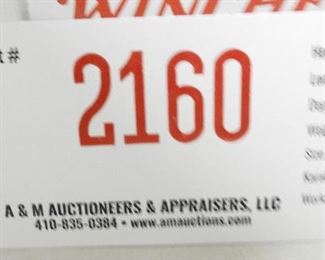 t #
2160
A & M AUCTIONEERS & APPRAISERS, LLC
410-835-0384 • www.amauctions.com